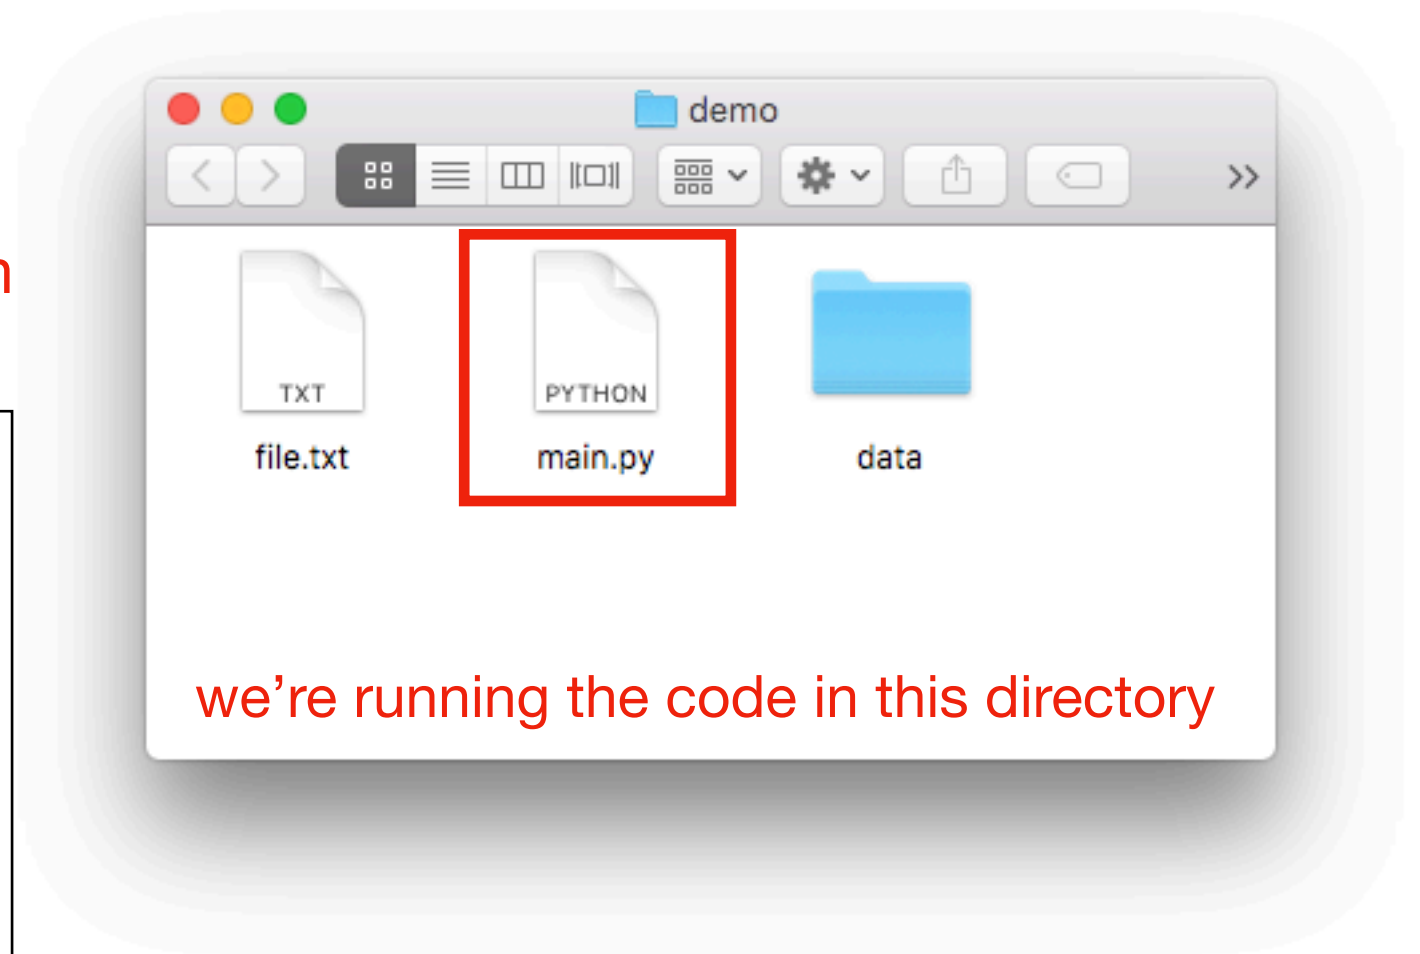 demo
TXT
PYTHON
file.txt
main.py
data
we're running the code in this directory